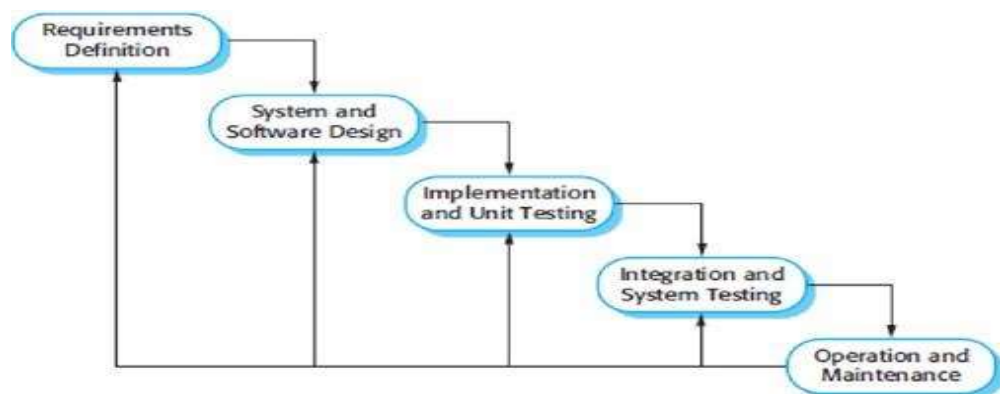 Requirements
Definition
System and
Software Design
Implementation
and Unit Testing
Integration and
System Testing
Operation and
Maintenance